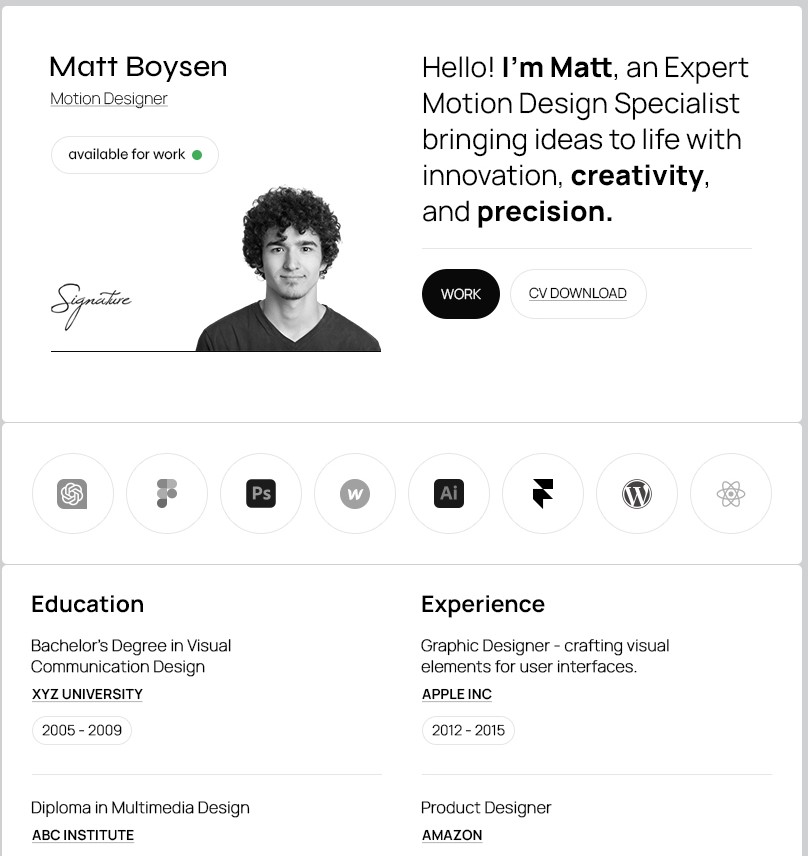 Matt Boysen
Motion Designer
available for work
Signature
Hello! I’m Matt, an Expert
Motion Design Specialist
bringing ideas to life with
innovation, creativity,
and precision.
WORK
CV DOWNLOAD
Ps
W
Ai
W
Education
Bachelor's Degree in Visual
Communication Design
XYZ UNIVERSITY
2005 - 2009
Diploma in Multimedia Design
ABC INSTITUTE
Experience
Graphic Designer - crafting visual
elements for user interfaces.
APPLE INC
2012 - 2015
Product Designer
AMAZON